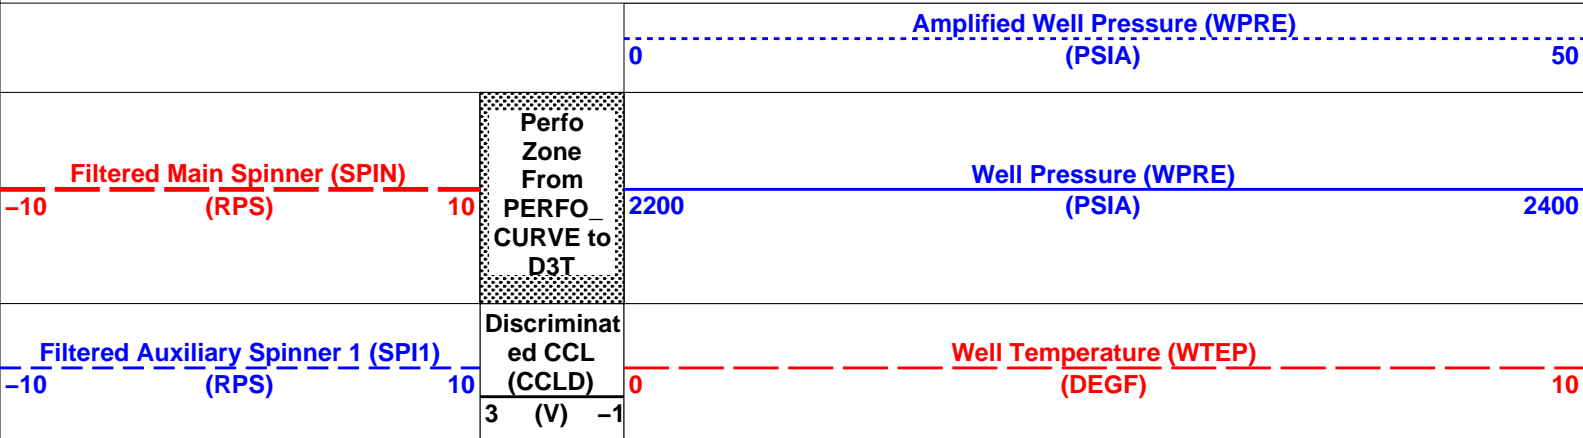 Amplified Well Pressure (WPRE)
0 (PSIA) 50
Perfo
Zone
From
PERFO_
CURVE to
D3T
Filtered Main Spinner (SPIN)
–10 (RPS) 10
Well Pressure (WPRE)
2200 (PSIA) 2400
Filtered Auxiliary Spinner 1 (SPI1)
–10 (RPS) 10
Discriminat
ed CCL
(CCLD)
3 (V) –1
Well Temperature (WTEP)
0 (DEGF) 10